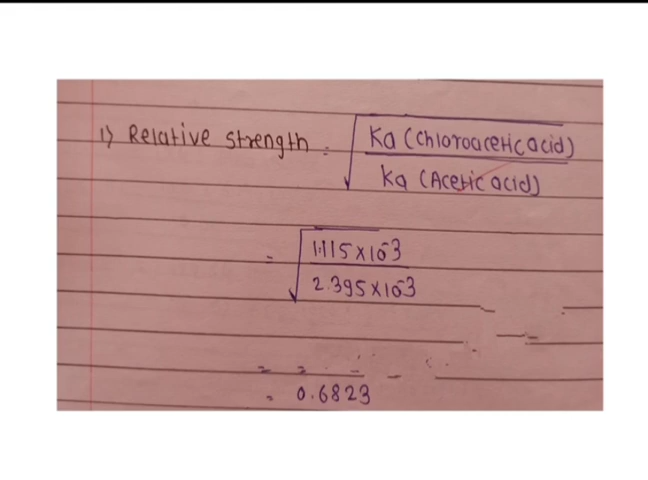 1) Relative strength = √ Ka (Chloroacetic acid)
Ka (Acetic acid)
= √ 1.115 x 10-3
2.395 x 10-3
= =
= 0.6823